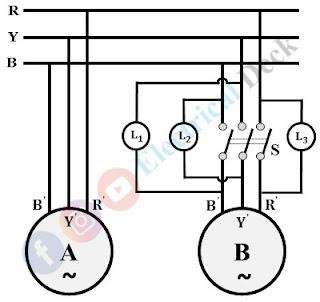 R
Y
B
Electrical Deck
L1 L2 S L3
B' Y' R' B' Y' R'
A B
~ ~